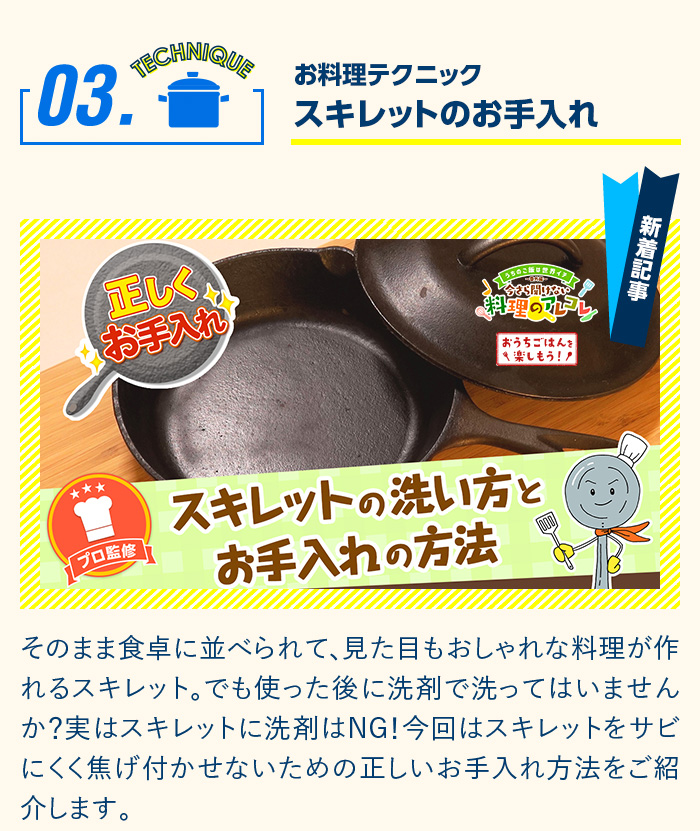 03.
TECHNIQUE
お料理テクニック
スキレットのお手入れ
新着記事
正しく
お手入れ
うちのご飯は世界イチ
今さら聞けない
料理のアレコレ
おうちごはんを
楽しもう!
プロ監修
スキレットの洗い方と
お手入れの方法
そのまま食卓に並べられて、見た目もおしゃれな料理が作
れるスキレット。でも使った後に洗剤で洗ってはいません
か?実はスキレットに洗剤はNG!今回はスキレットをサビ
にくく焦げ付かせないための正しいお手入れ方法をご紹
介します。